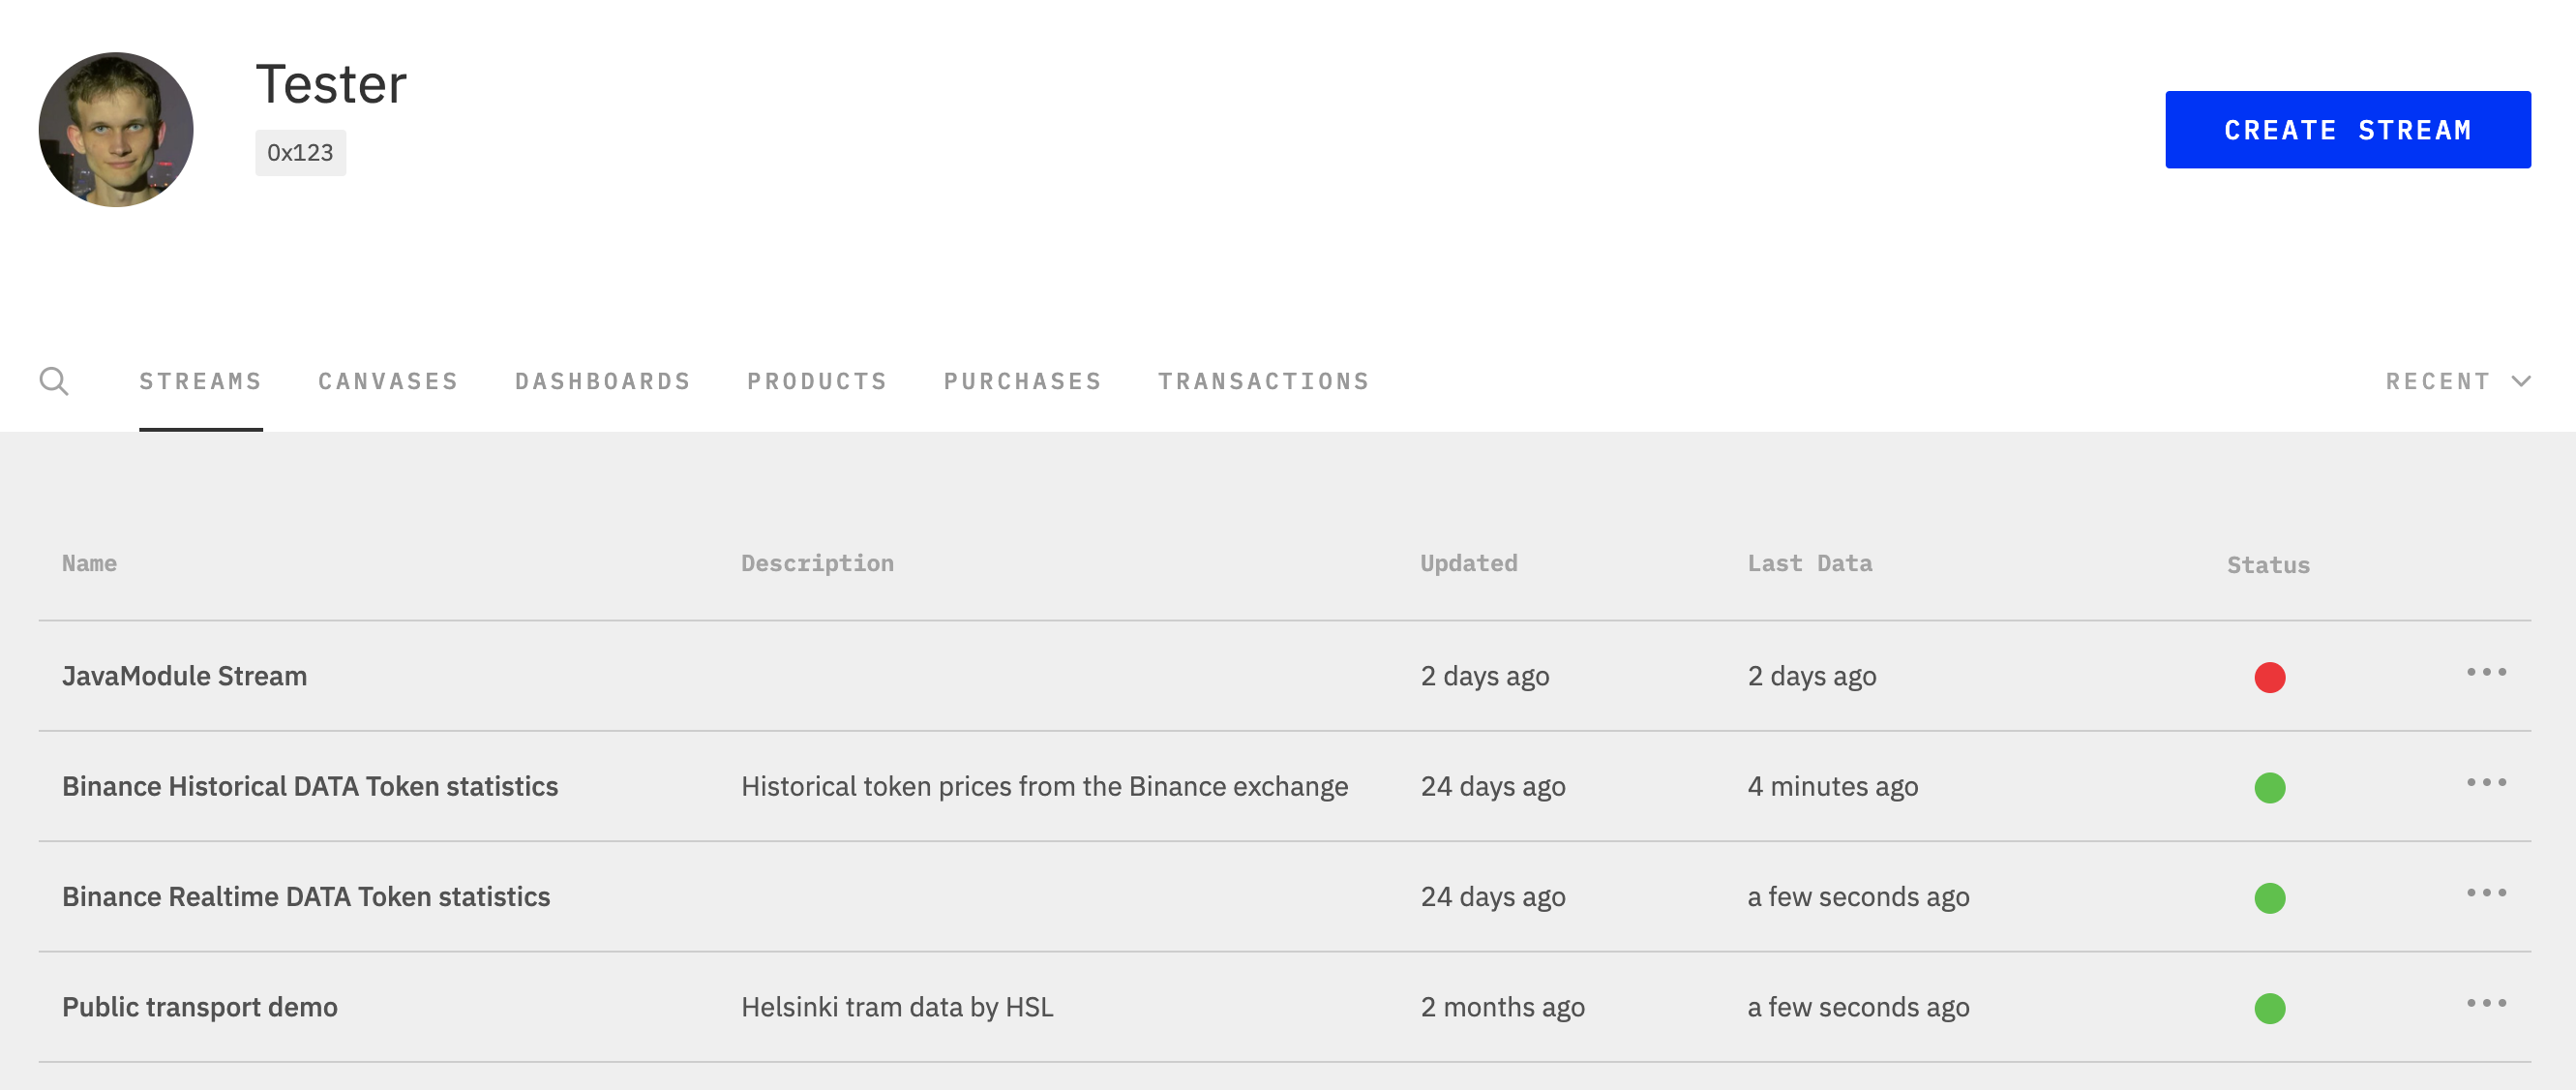 Tester
0x123
CREATE STREAM
STREAMS CANVASES DASHBOARDS PRODUCTS PURCHASES TRANSACTIONS RECENT
Name Description Updated Last Data Status
JavaModule Stream 2 days ago 2 days ago
Binance Historical DATA Token statistics Historical token prices from the Binance exchange 24 days ago 4 minutes ago
Binance Realtime DATA Token statistics 24 days ago a few seconds ago
Public transport demo Helsinki tram data by HSL 2 months ago a few seconds ago